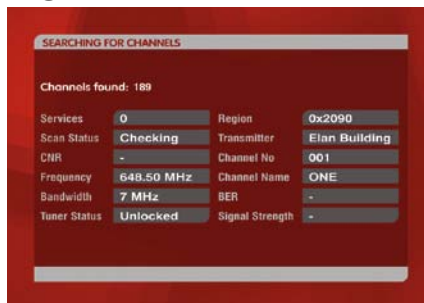 SEARCHING FOR CHANNELS
Channels found: 189
Services 0 Region 0x2090
Scan Status Checking Transmitter Elan Building
CNR - Channel No 001
Frequency 648.50 MHz Channel Name ONE
Bandwidth 7 MHz BER -
Tuner Status Unlocked Signal Strength -